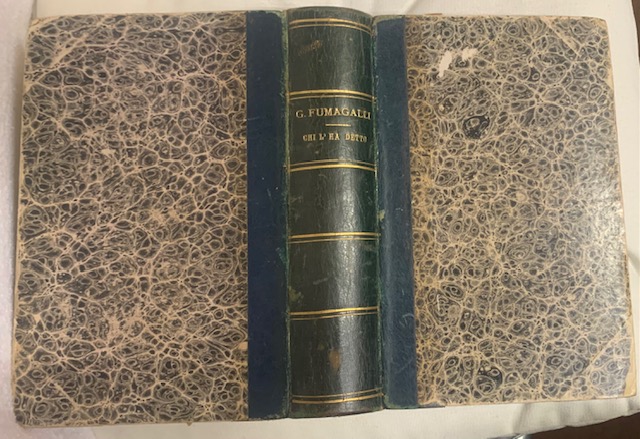 G. FUMAGALLI
CHI L'HA DETTO